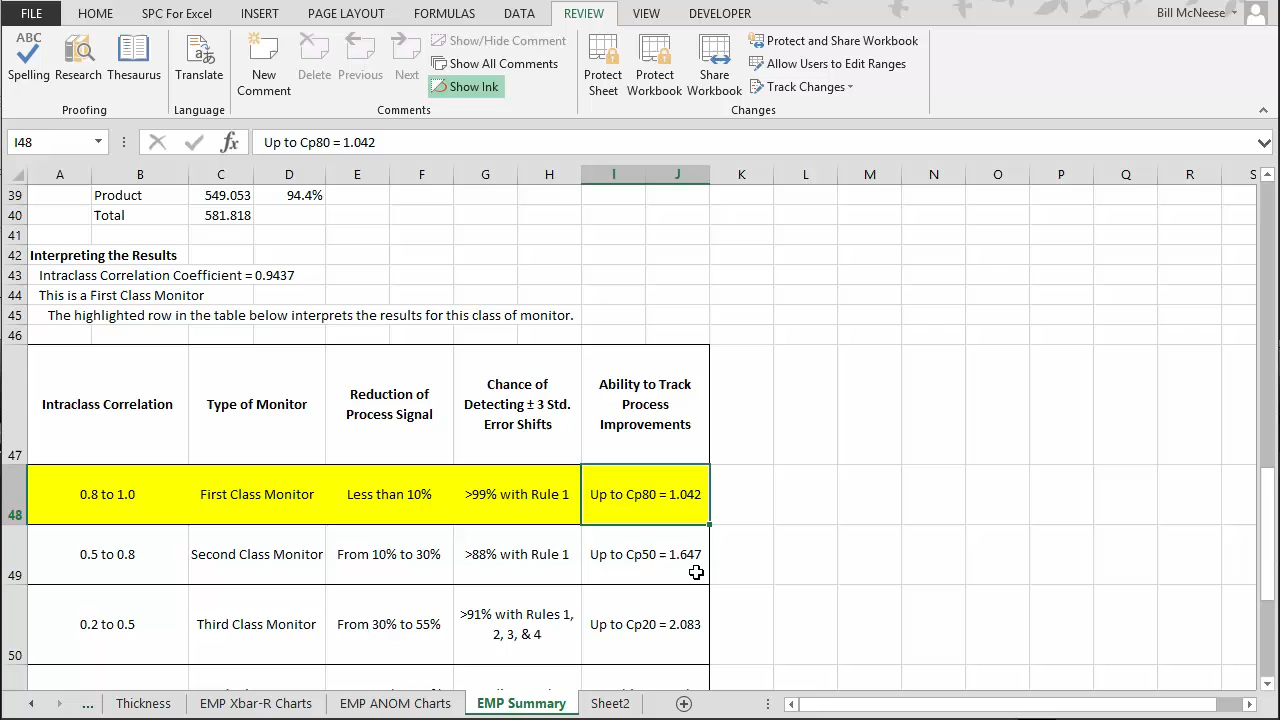 FILE HOME SPC For Excel INSERT PAGE LAYOUT FORMULAS DATA REVIEW VIEW DEVELOPER Bill McNeese
ABC
Spelling Research Thesaurus
Proofing
Translate
Language
New Comment
Delete Previous Next
Show/Hide Comment
Show All Comments
Show Ink
Comments
Protect Sheet
Protect Workbook
Share Workbook
Protect and Share Workbook
Allow Users to Edit Ranges
Track Changes
Changes
I48 fx Up to Cp80 = 1.042
A B C D E F G H I J K L M N O P Q R S
39 Product 549.053 94.4%
40 Total 581.818
41
42 Interpreting the Results
43 Intraclass Correlation Coefficient = 0.9437
44 This is a First Class Monitor
45 The highlighted row in the table below interprets the results for this class of monitor.
46
Intraclass Correlation
Type of Monitor
Reduction of
Process Signal
Chance of
Detecting ± 3 Std.
Error Shifts
Ability to Track
Process
Improvements
47
0.8 to 1.0 First Class Monitor Less than 10% >99% with Rule 1 Up to Cp80 = 1.042
48
0.5 to 0.8 Second Class Monitor From 10% to 30% >88% with Rule 1 Up to Cp50 = 1.647
49
0.2 to 0.5 Third Class Monitor From 30% to 55% >91% with Rules 1,
2, 3, & 4 Up to Cp20 = 2.083
50
... Thickness EMP Xbar-R Charts EMP ANOM Charts EMP Summary Sheet2